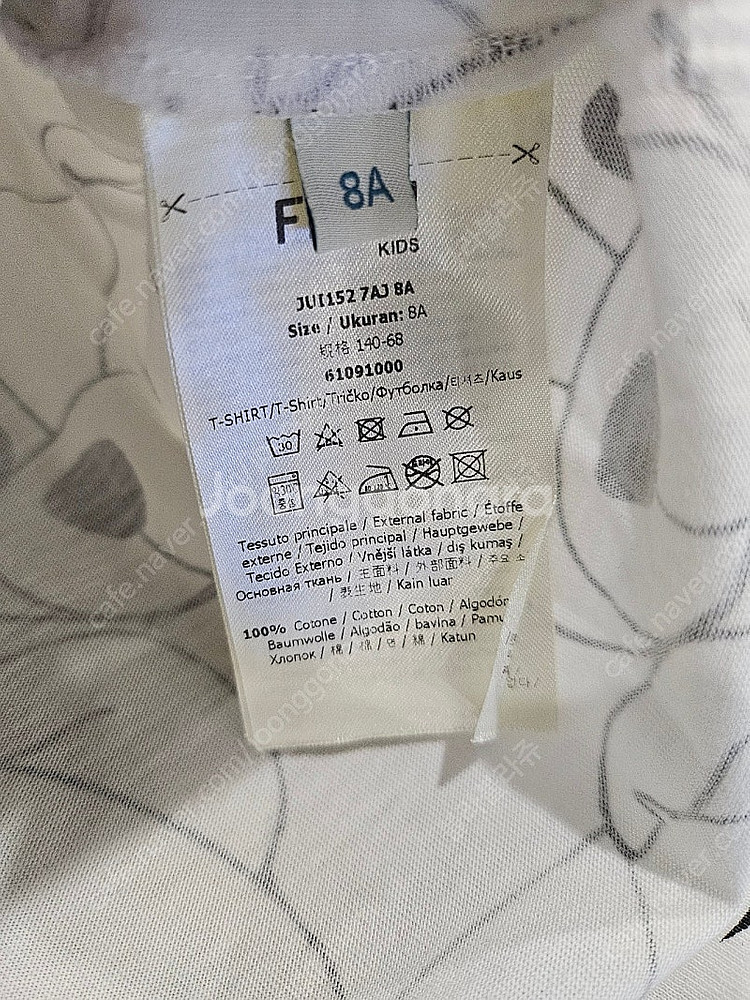 8A
KIDS
JUI152 7AJ 8A
Size / Ukuran: 8A
规格 140-68
61091000
T-SHIRT/T-Shirt/Tričko/Футболка/티셔츠/Kaus
30
Tessuto principale / External fabric / Étoffe
externe / Tejido principal / Hauptgewebe /
Tecido Externo / Vnější látka / dış kumaş /
Основная ткань / 主面料 / 外部面料 / 주요 소
/ 表生地 / Kain luar
100% Cotone / Cotton / Coton / Algodón
Baumwolle / Algodão / bavlna / Pamu
Хлопок / 棉 / 棉 / 면 / 綿 / Katun
Joonggonara